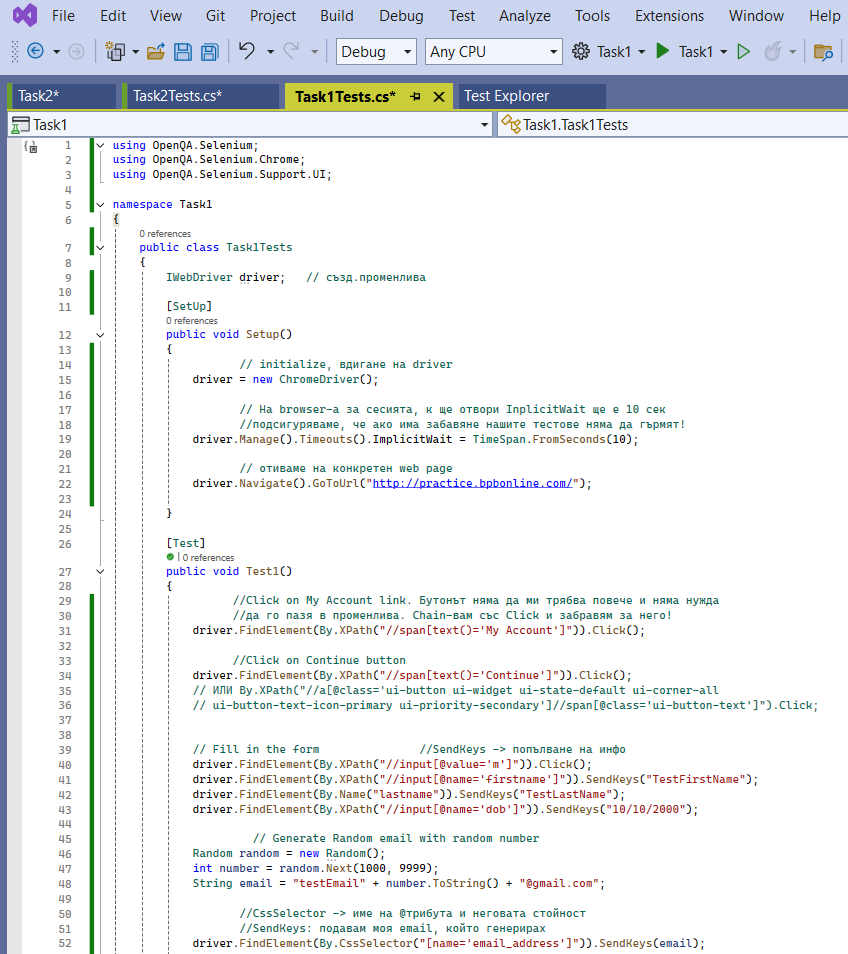 File Edit View Git Project Build Debug Test Analyze Tools Extensions Window Help
Debug Any CPU Task1 Task1
Task2* Task2Tests.cs* Task1Tests.cs* Test Explorer
Task1 Task1.Task1Tests
1 using OpenQA.Selenium;
2 using OpenQA.Selenium.Chrome;
3 using OpenQA.Selenium.Support.UI;
4
5 namespace Task1
6 {
0 references
7 public class Task1Tests
8 {
9 IWebDriver driver; // създ.променлива
10
11 [SetUp]
0 references
12 public void Setup()
13 {
14 // initialize, вдигане на driver
15 driver = new ChromeDriver();
16
17 // На browser-a за сесията, к ще отвори InplicitWait ще е 10 сек
18 //подсигуряваме, че ако има забавяне нашите тестове няма да гърмят!
19 driver.Manage().Timeouts().ImplicitWait = TimeSpan.FromSeconds(10);
20
21 // отиваме на конкретен web page
22 driver.Navigate().GoToUrl("http://practice.bpbonline.com/");
23
24 }
25
26 [Test]
| 0 references
27 public void Test1()
28 {
29 //Click on My Account link. Бутонът няма да ми трябва повече и няма нужда
30 //да го пазя в променлива. Chain-вам със Click и забравям за него!
31 driver.FindElement(By.XPath("//span[text()='My Account']")).Click();
32
33 //Click on Continue button
34 driver.FindElement(By.XPath("//span[text()='Continue']")).Click();
35 // ИЛИ By.XPath("//a[@class='ui-button ui-widget ui-state-default ui-corner-all
36 // ui-button-text-icon-primary ui-priority-secondary']//span[@class='ui-button-text']").Click;
37
38
39 // Fill in the form //SendKeys -> попълване на инфо
40 driver.FindElement(By.XPath("//input[@value='m']")).Click();
41 driver.FindElement(By.XPath("//input[@name='firstname']")).SendKeys("TestFirstName");
42 driver.FindElement(By.Name("lastname")).SendKeys("TestLastName");
43 driver.FindElement(By.XPath("//input[@name='dob']")).SendKeys("10/10/2000");
44
45 // Generate Random email with random number
46 Random random = new Random();
47 int number = random.Next(1000, 9999);
48 String email = "testEmail" + number.ToString() + "@gmail.com";
49
50 //CssSelector -> име на @трибута и неговата стойност
51 //SendKeys: подавам моя email, който генерирах
52 driver.FindElement(By.CssSelector("[name='email_address']")).SendKeys(email);